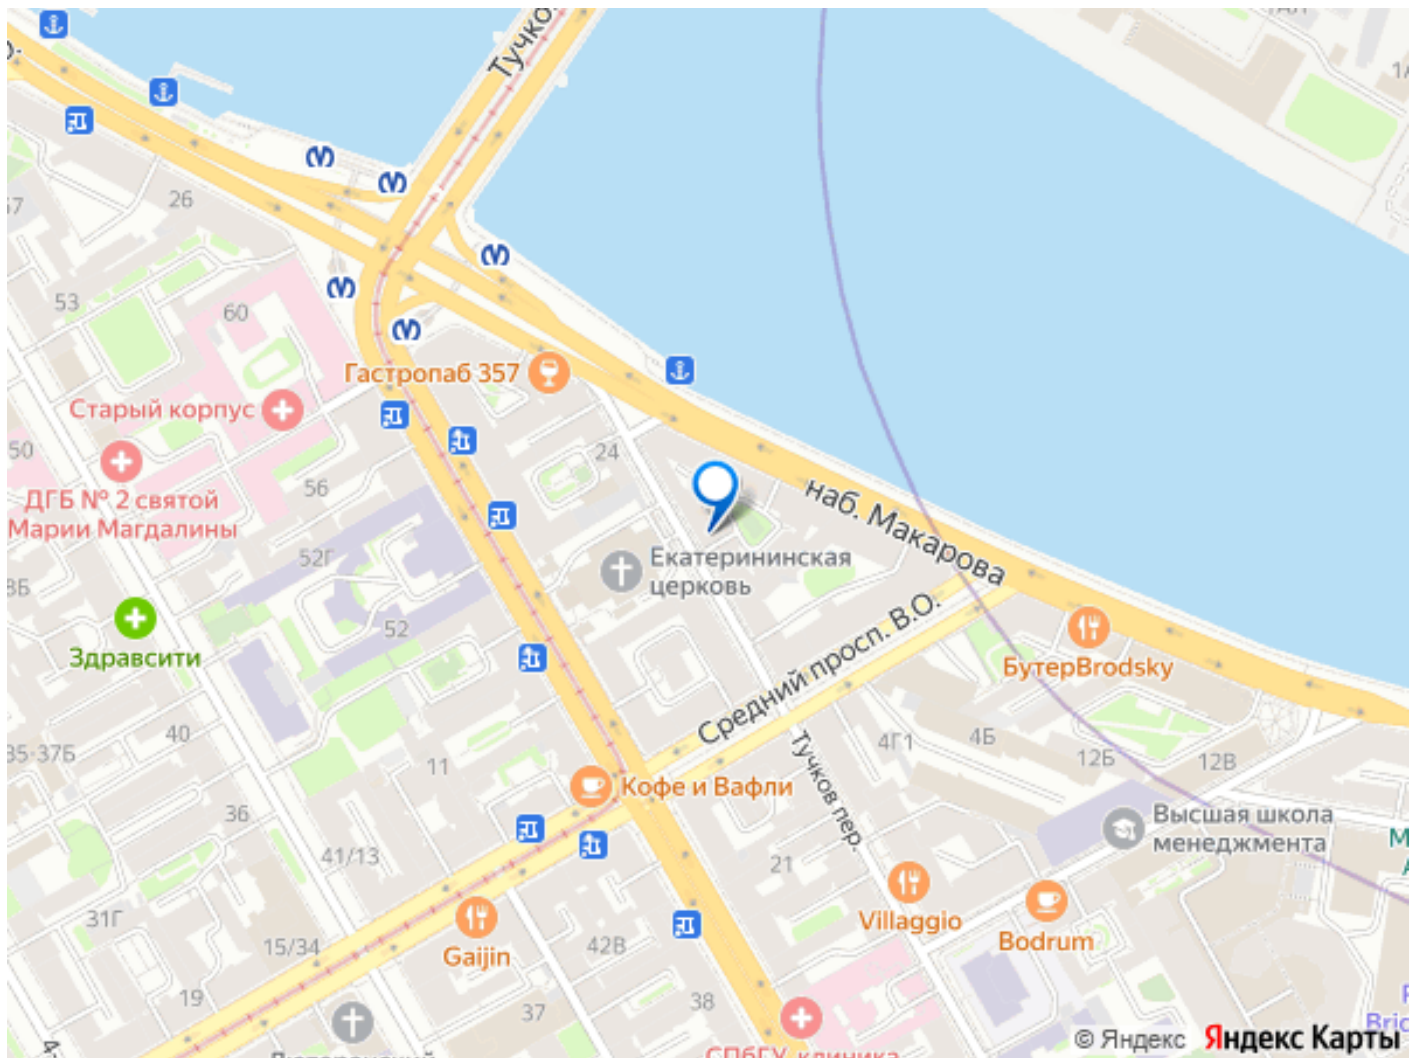 Тучко
1А
57
26
53
60
Гастропаб 357
Старый корпус
50
24
ДГБ № 2 святой
Марии Магдалины
56
наб. Макарова
52Г
Екатерининская
церковь
52
Здравсити
Средний просп. В.О.
БутерBrodsky
40
35-37Б
11
4Г1
4Б
12Б
12В
Тучков пер.
Кофе и Вафли
36
41/13
21
Высшая школа
менеджмента
31Г
15/34
Gaijin
42В
Villaggio
Bodrum
19
37
38
СПбГУ, клиника
Bric
© Яндекс Яндекс Карты